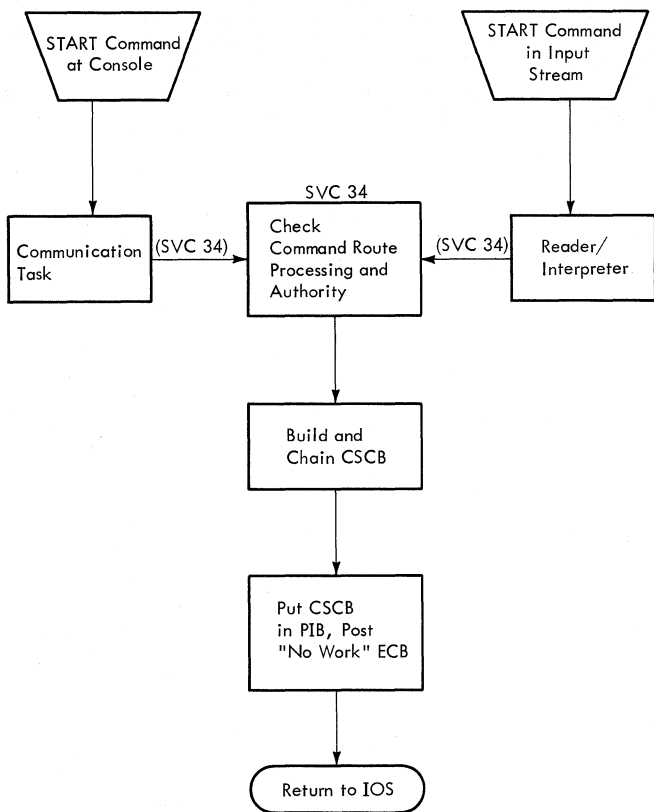 START Command
at Console
START Command
in Input
Stream
SVC 34
Communication
Task
(SVC 34)
Check
Command Route
Processing and
Authority
(SVC 34)
Reader/
Interpreter
Build and
Chain CSCB
Put CSCB
in PIB, Post
"No Work" ECB
Return to IOS